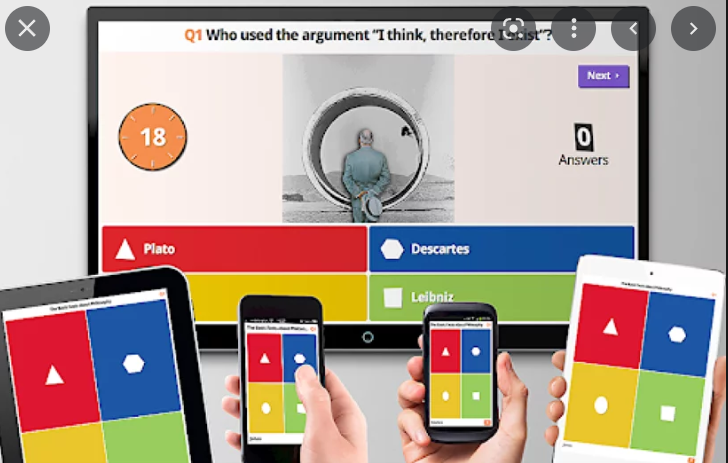 Q1 Who used the argument “I think, therefore I exist”?
Next ›
18
0
Answers
Plato
Descartes
Leibniz